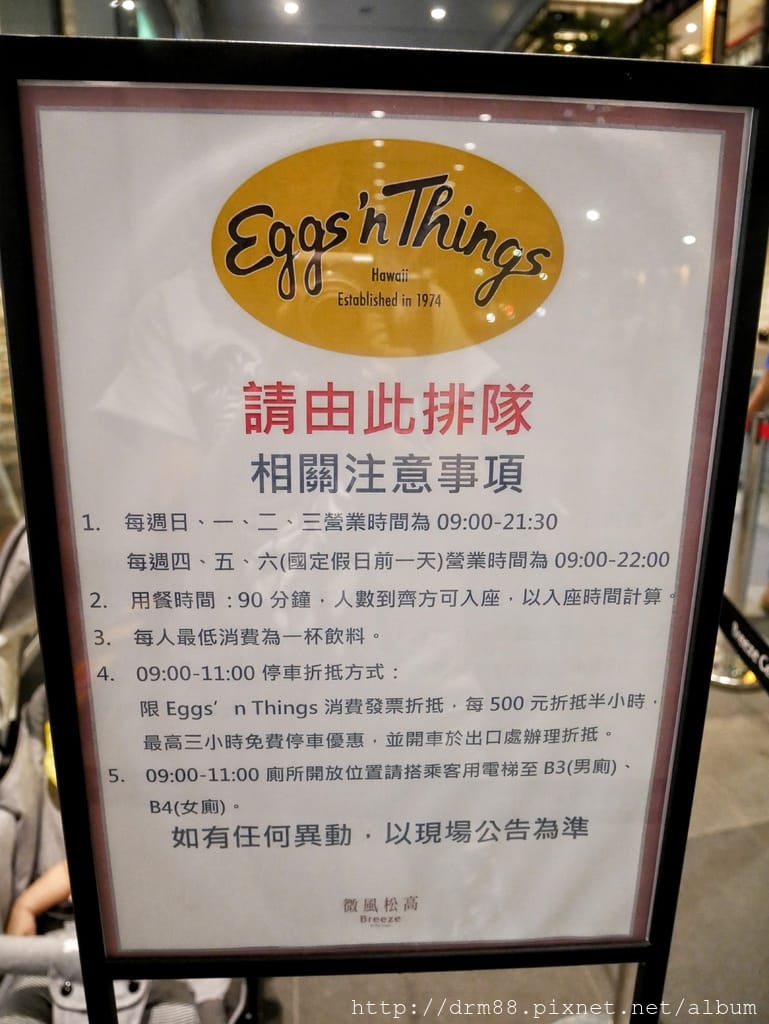 Eggs 'n Things
Hawaii
Established in 1974
請由此排隊
相關注意事項
1. 每週日、一、二、三營業時間為 09:00-21:30
每週四、五、六(國定假日前一天)營業時間為 09:00-22:00
2. 用餐時間 : 90 分鐘，人數到齊方可入座，以入座時間計算。
3. 每人最低消費為一杯飲料。
4. 09:00-11:00 停車折抵方式：
限 Eggs' n Things 消費發票折抵，每 500 元折抵半小時，
最高三小時免費停車優惠，並開車於出口處辦理折抵。
5. 09:00-11:00 廁所開放位置請搭乘客用電梯至 B3(男廁)、
B4(女廁)。
如有任何異動，以現場公告為準
微風松高
Breeze
http://drm88.pixnet.net/album